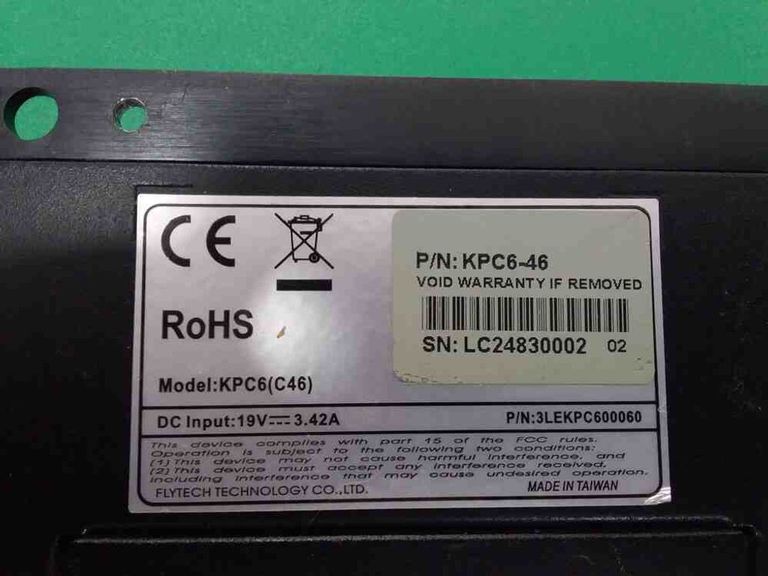 CE
P/N: KPC6-46
VOID WARRANTY IF REMOVED
SN: LC24830002 02
RoHS
Model:KPC6(C46)
DC Input:19V⎓3.42A P/N:3LEKPC600060
This device complies with part 15 of the FCC rules.
Operation is subject to the following two conditions:
(1) This device may not cause harmful interference, and
(2) This device must accept any interference received,
including interference that may cause undesired operation.
FLYTECH TECHNOLOGY CO.,LTD. MADE IN TAIWAN